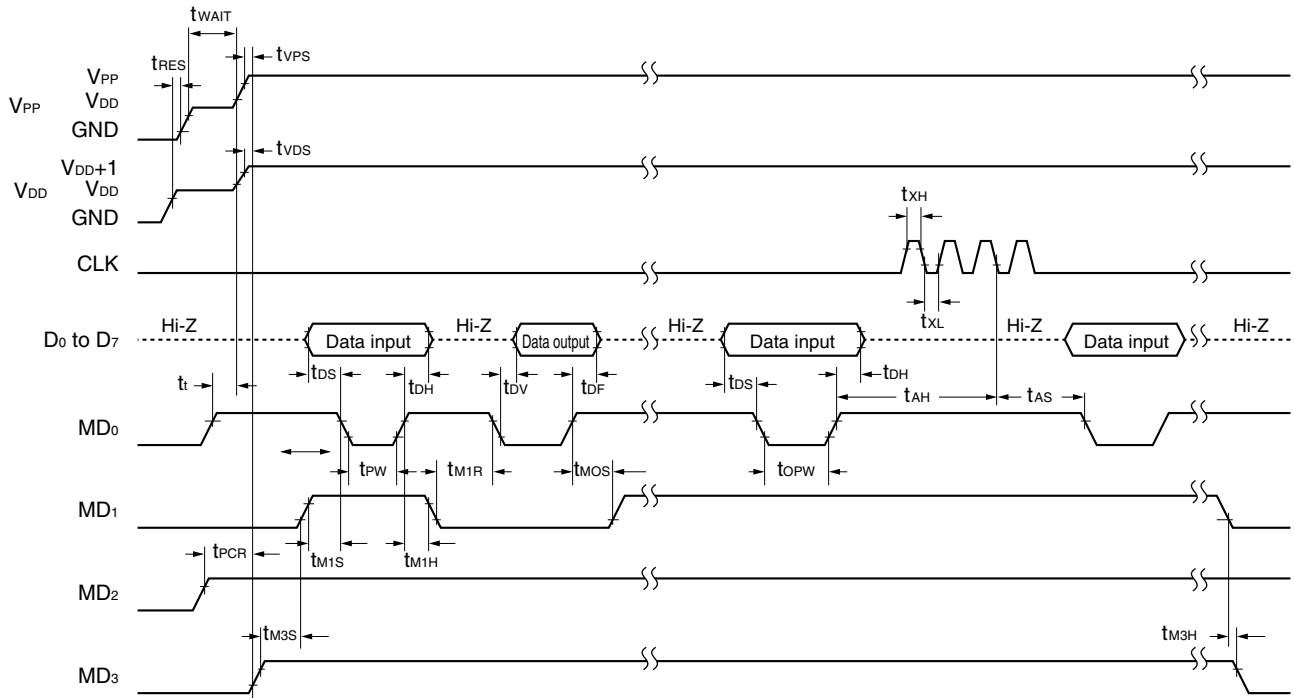 tWAIT
tVPS
tRES
VPP
VPP
VDD
GND
tVDS
VDD+1
VDD
VDD
GND
tXH
CLK
tXL
Hi-Z
Hi-Z
Hi-Z
Hi-Z
Hi-Z
D0 to D7
Data input
Data output
Data input
Data input
tt
tDS
tDH
tDV
tDF
tDS
tDH
tAH
tAS
MD0
tPW
tM1R
tMOS
tOPW
MD1
tPCR
tM1S
tM1H
MD2
tM3S
tM3H
MD3